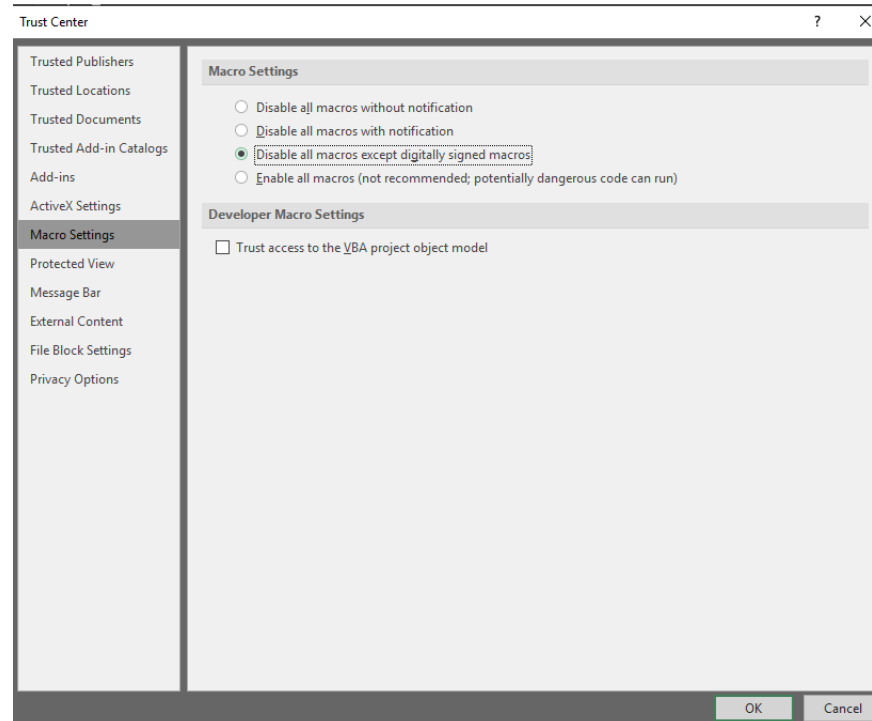 Trust Center
? ×
Trusted Publishers
Trusted Locations
Trusted Documents
Trusted Add-in Catalogs
Add-ins
ActiveX Settings
Macro Settings
Protected View
Message Bar
External Content
File Block Settings
Privacy Options
Macro Settings
Disable all macros without notification
Disable all macros with notification
Disable all macros except digitally signed macros
Enable all macros (not recommended; potentially dangerous code can run)
Developer Macro Settings
Trust access to the VBA project object model
OK
Cancel